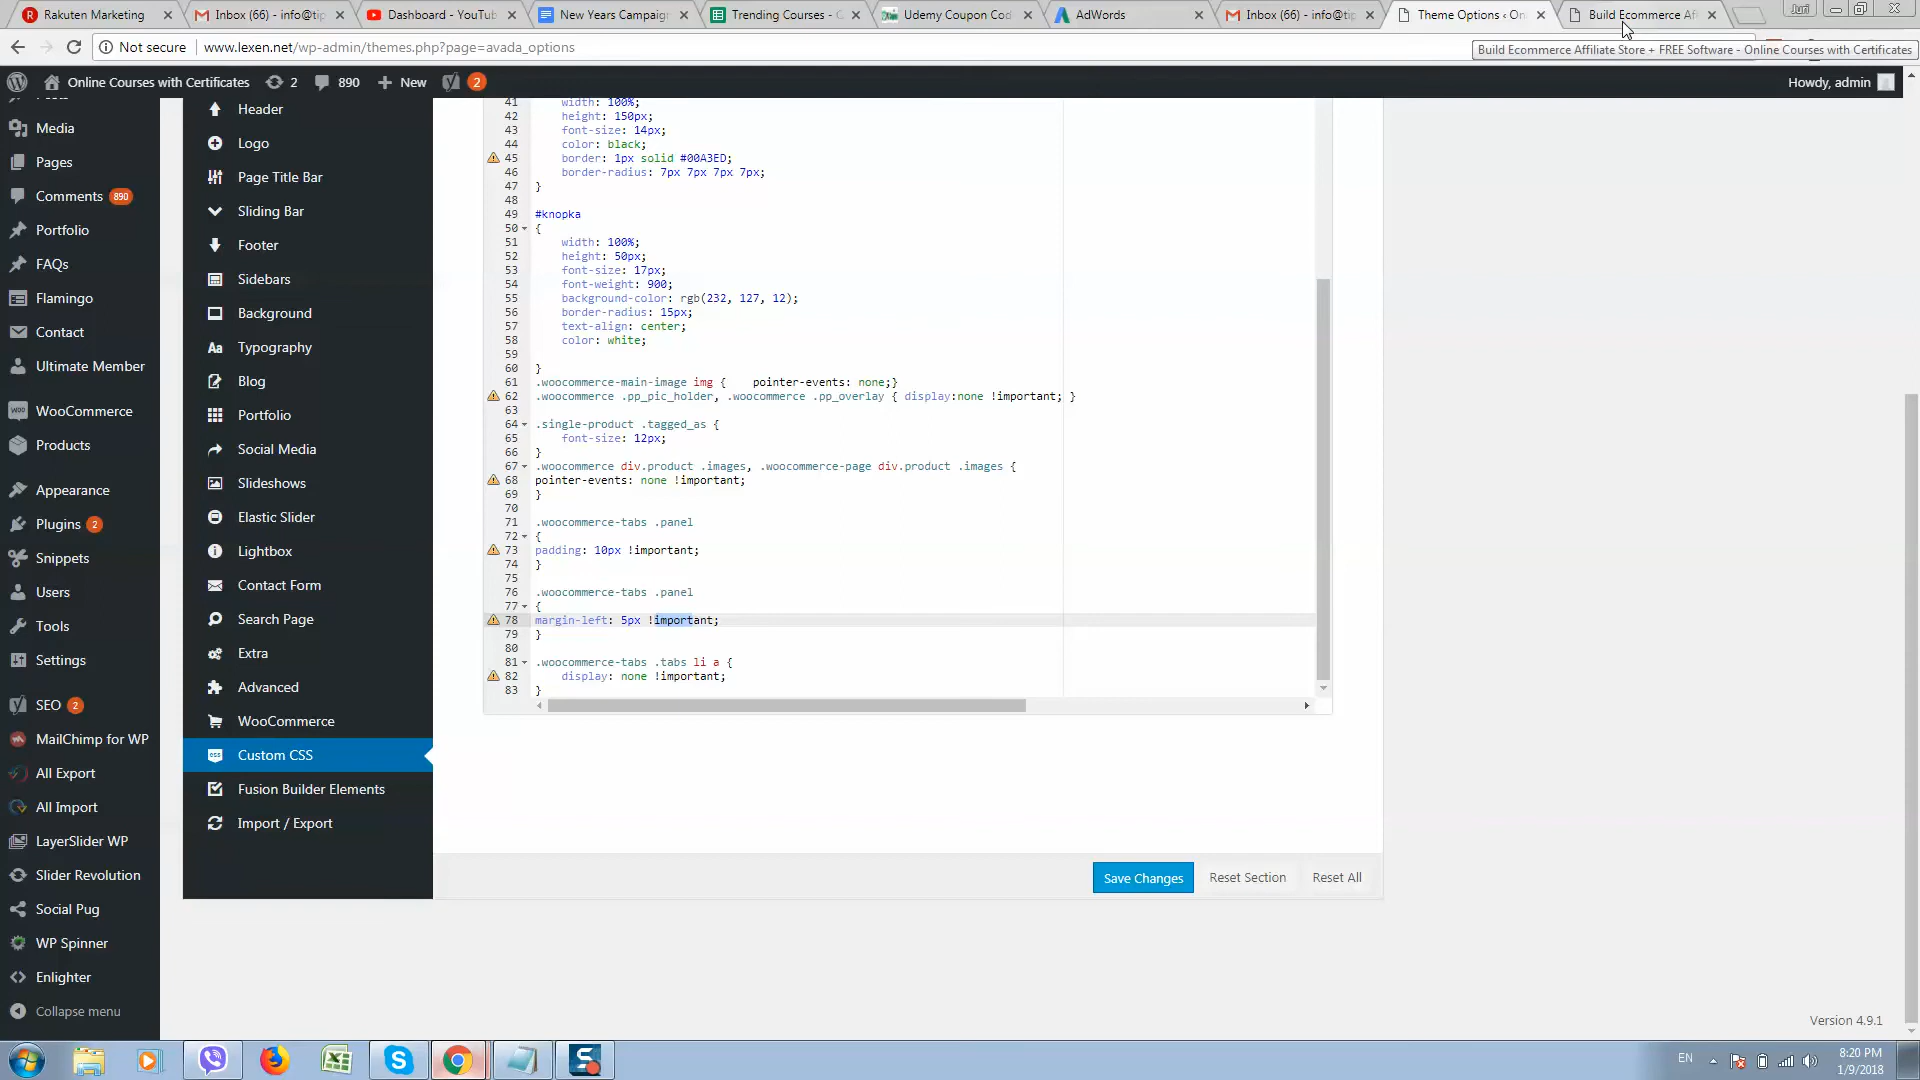 Rakuten Marketing
Inbox (66) - info@tip
Dashboard - YouTub
New Years Campaign
Trending Courses - C
Udemy Coupon Cod
AdWords
Inbox (66) - info@tip
Theme Options ‹ On
Build Ecommerce Af
Juri
Not secure
www.lexen.net/wp-admin/themes.php?page=avada_options
Build Ecommerce Affiliate Store + FREE Software - Online Courses with Certificates
Online Courses with Certificates
2
890
New
2
Howdy, admin
Media
Pages
Comments 890
Portfolio
FAQs
Flamingo
Contact
Ultimate Member
WooCommerce
Products
Appearance
Plugins 2
Snippets
Users
Tools
Settings
SEO 2
MailChimp for WP
All Export
All Import
LayerSlider WP
Slider Revolution
Social Pug
WP Spinner
Enlighter
Collapse menu
Header
Logo
Page Title Bar
Sliding Bar
Footer
Sidebars
Background
Aa Typography
Blog
Portfolio
Social Media
Slideshows
Elastic Slider
Lightbox
Contact Form
Search Page
Extra
Advanced
WooCommerce
Custom CSS
Fusion Builder Elements
Import / Export
41 width: 100%;
42 height: 150px;
43 font-size: 14px;
44 color: black;
45 border: 1px solid #00A3ED;
46 border-radius: 7px 7px 7px 7px;
47 }
48
49 #knopka
50 {
51 width: 100%;
52 height: 50px;
53 font-size: 17px;
54 font-weight: 900;
55 background-color: rgb(232, 127, 12);
56 border-radius: 15px;
57 text-align: center;
58 color: white;
59
60 }
61 .woocommerce-main-image img { pointer-events: none;}
62 .woocommerce .pp_pic_holder, .woocommerce .pp_overlay { display:none !important; }
63
64 .single-product .tagged_as {
65 font-size: 12px;
66 }
67 .woocommerce div.product .images, .woocommerce-page div.product .images {
68 pointer-events: none !important;
69 }
70
71 .woocommerce-tabs .panel
72 {
73 padding: 10px !important;
74 }
75
76 .woocommerce-tabs .panel
77 {
78 margin-left: 5px !important;
79 }
80
81 .woocommerce-tabs .tabs li a {
82 display: none !important;
83 }
Save Changes
Reset Section
Reset All
Version 4.9.1
EN
8:20 PM
1/9/2018